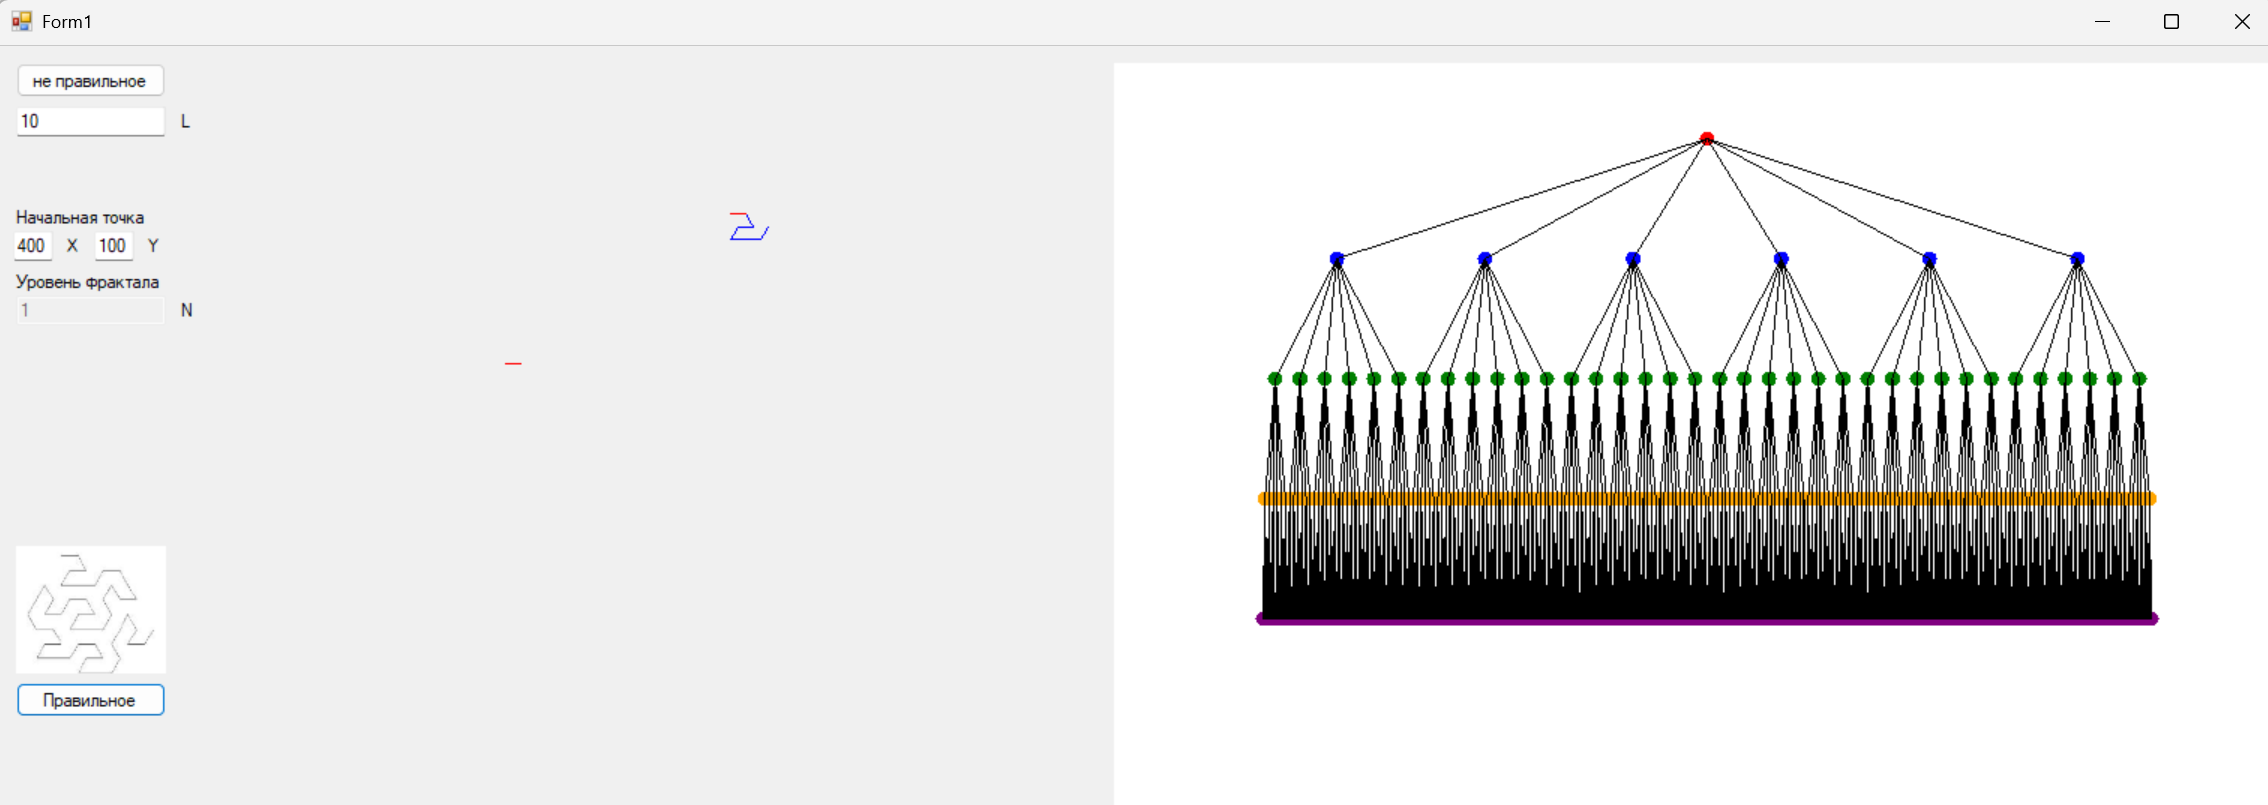 Form1
не правильное
10 L
Начальная точка
400 X 100 Y
Уровень фрактала
1 N
Правильное